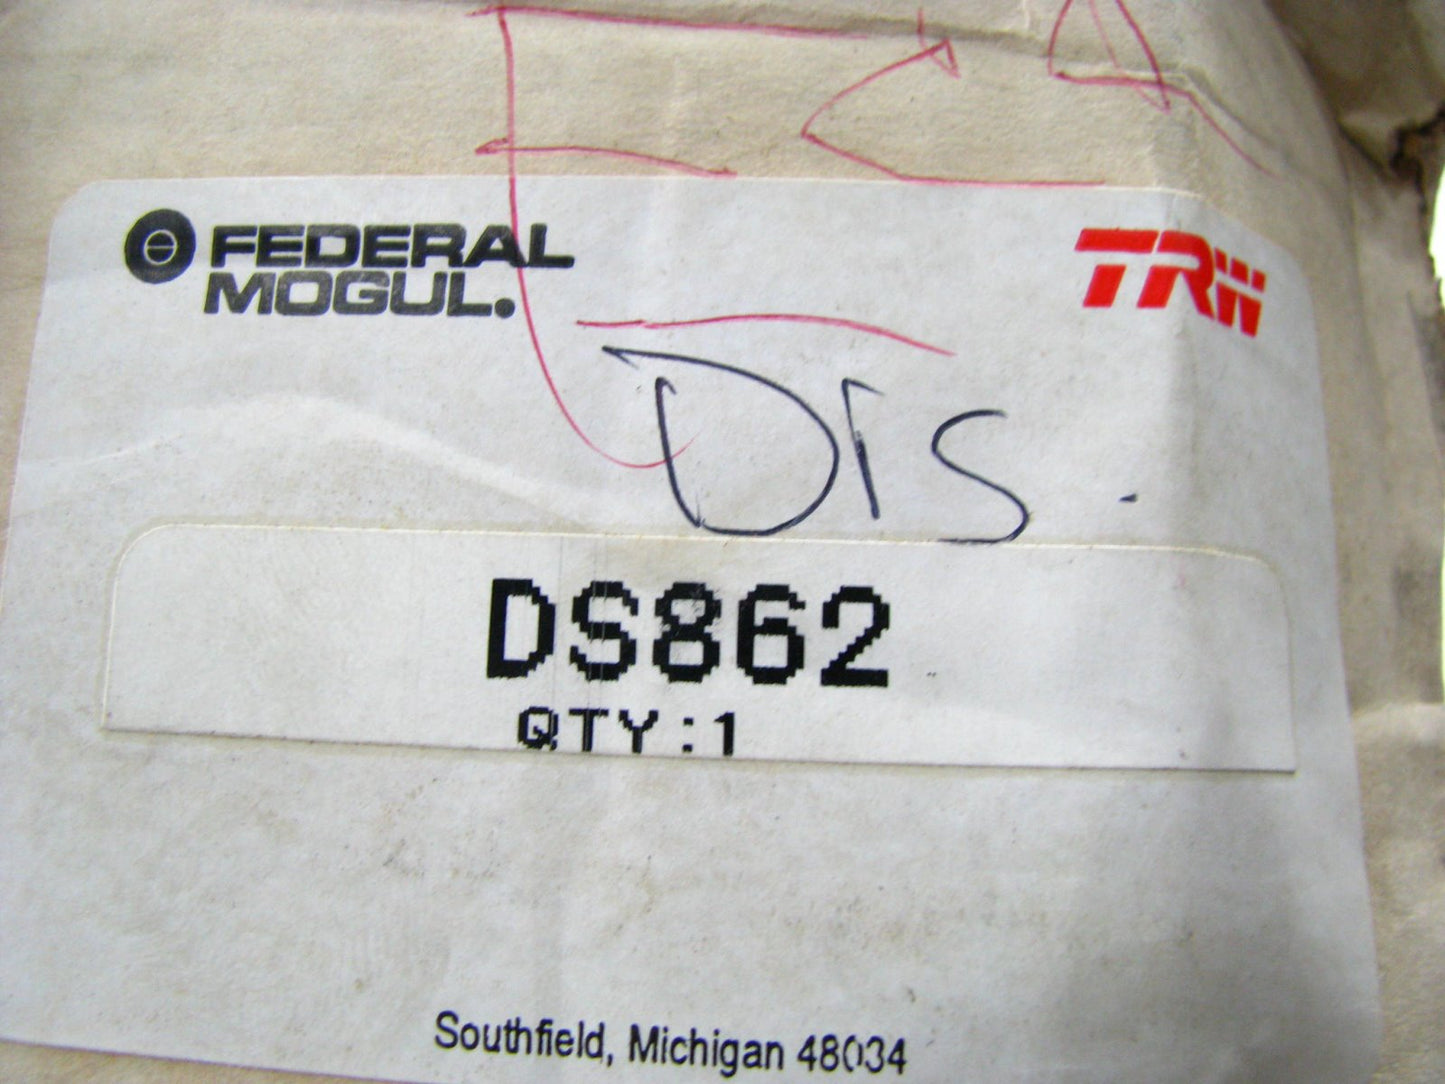 FEDERAL
MOGUL.
TRW
DIS
DS862
QTY:1
Southfield, Michigan 48034